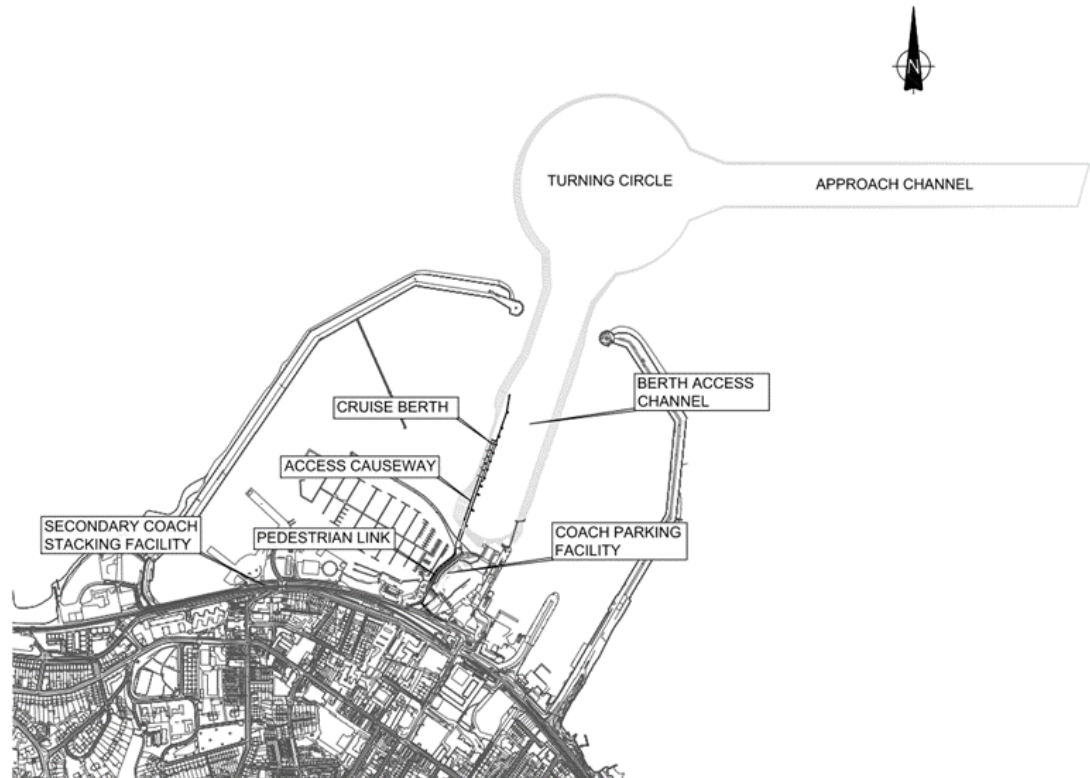 N
TURNING CIRCLE
APPROACH CHANNEL
BERTH ACCESS
CHANNEL
CRUISE BERTH
ACCESS CAUSEWAY
SECONDARY COACH
STACKING FACILITY
PEDESTRIAN LINK
COACH PARKING
FACILITY